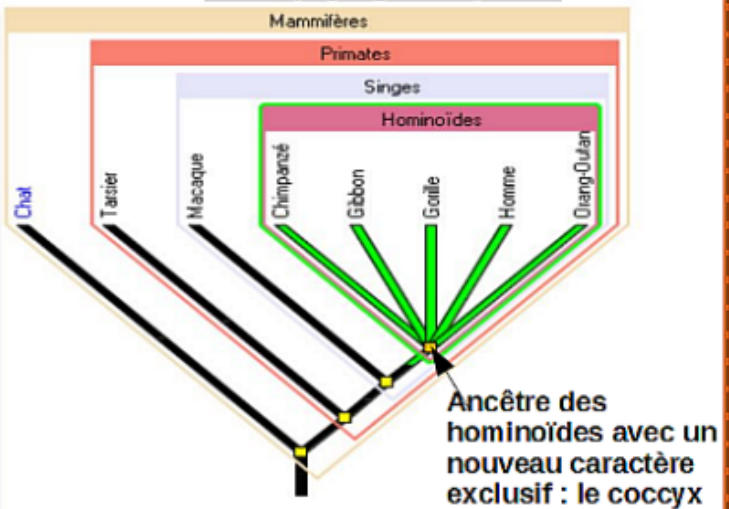 Mammifères
Primates
Singes
Hominoïdes
Chat
Tarsier
Macaque
Chimpanzé
Gibbon
Gorille
Homme
Orang-Outan
Ancêtre des
hominoïdes avec un
nouveau caractère
exclusif : le coccyx